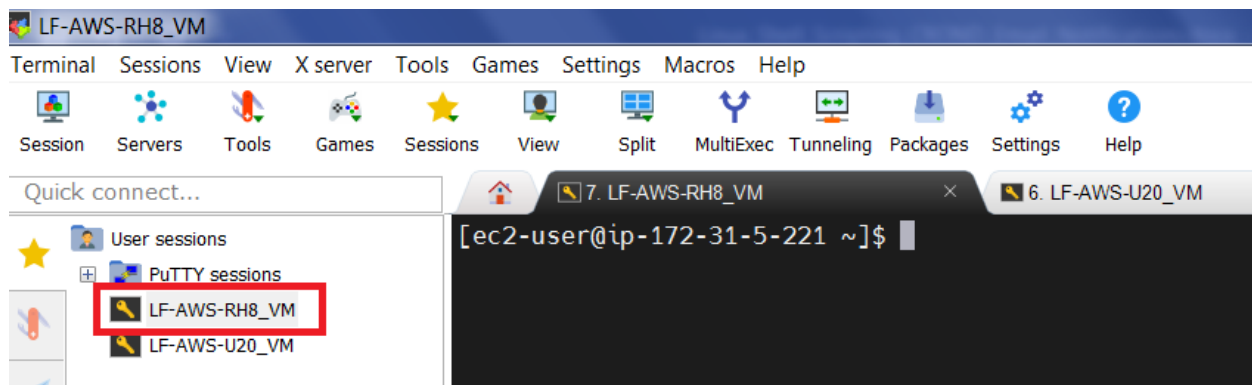 LF-AWS-RH8_VM
Terminal Sessions View X server Tools Games Settings Macros Help
Session Servers Tools Games Sessions View Split MultiExec Tunneling Packages Settings Help
Quick connect...
7. LF-AWS-RH8_VM
6. LF-AWS-U20_VM
User sessions
PuTTY sessions
LF-AWS-RH8_VM
LF-AWS-U20_VM
[ec2-user@ip-172-31-5-221 ~]$